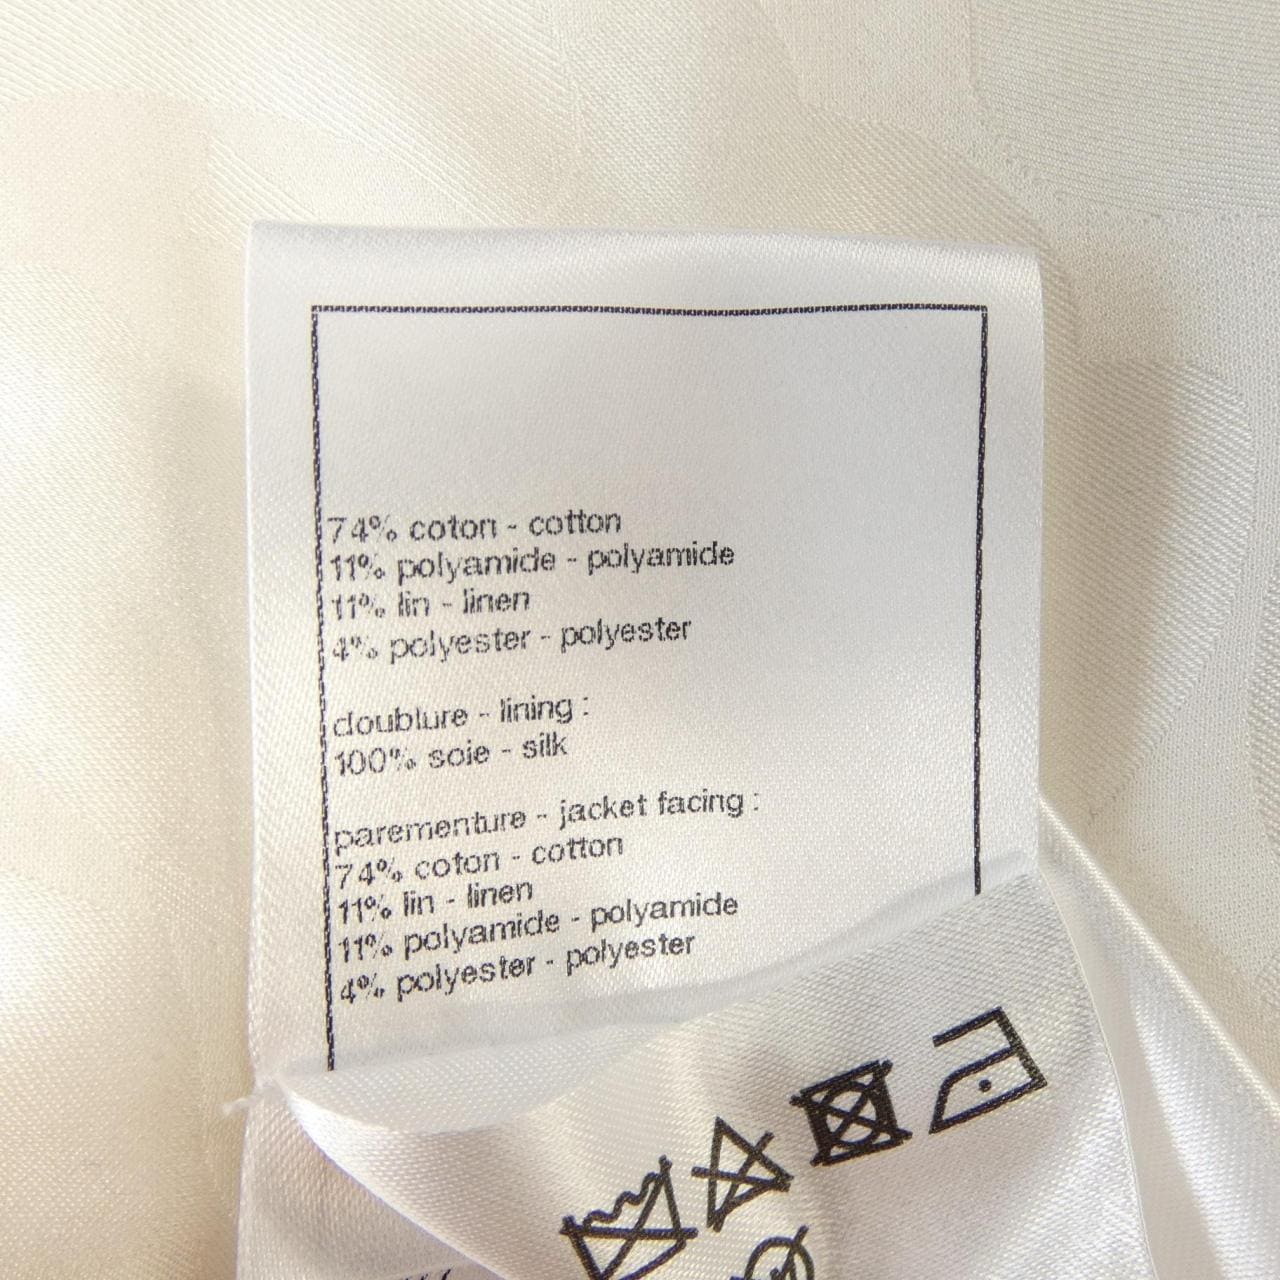 74% coton - cotton
11% polyamide - polyamide
11% lin - linen
4% polyester - polyester
doublure - lining :
100% soie - silk
parementure - jacket facing :
74% coton - cotton
11% lin - linen
11% polyamide - polyamide
4% polyester - polyester